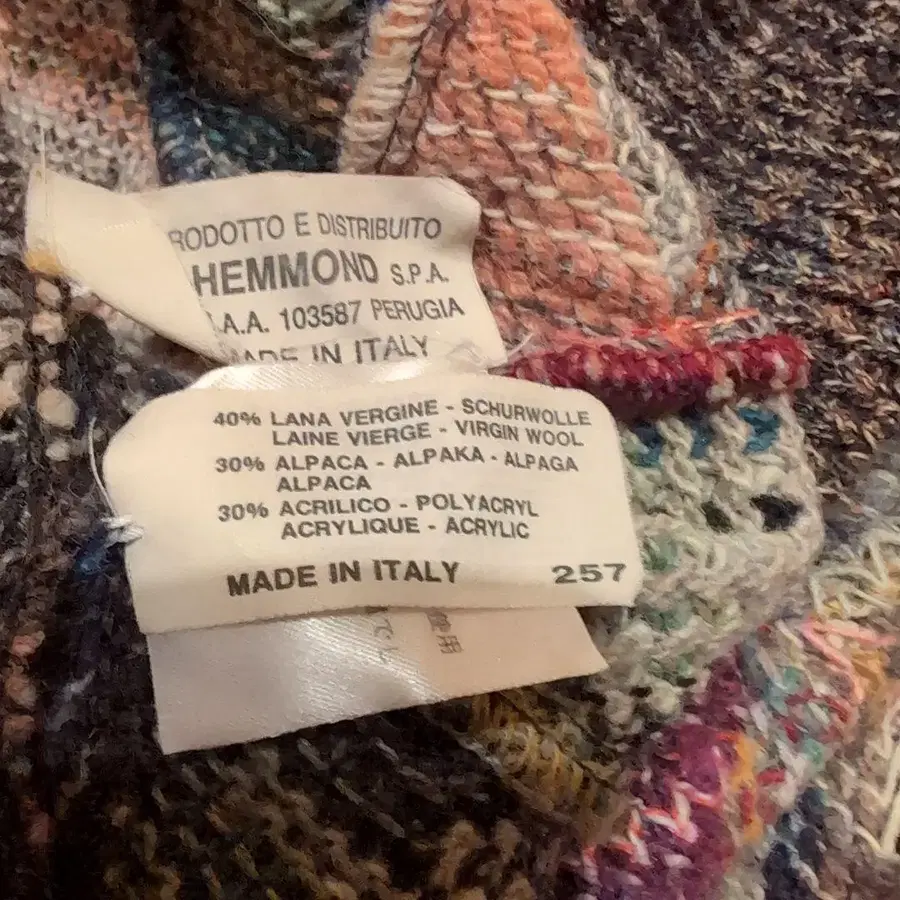 RODOTTO E DISTRIBUITO
HEMMOND S.P.A.
.A.A. 103587 PERUGIA
MADE IN ITALY
40% LANA VERGINE - SCHURWOLLE
LAINE VIERGE - VIRGIN WOOL
30% ALPACA - ALPAKA - ALPAGA
ALPACA
30% ACRILICO - POLYACRYL
ACRYLIQUE - ACRYLIC
MADE IN ITALY 257